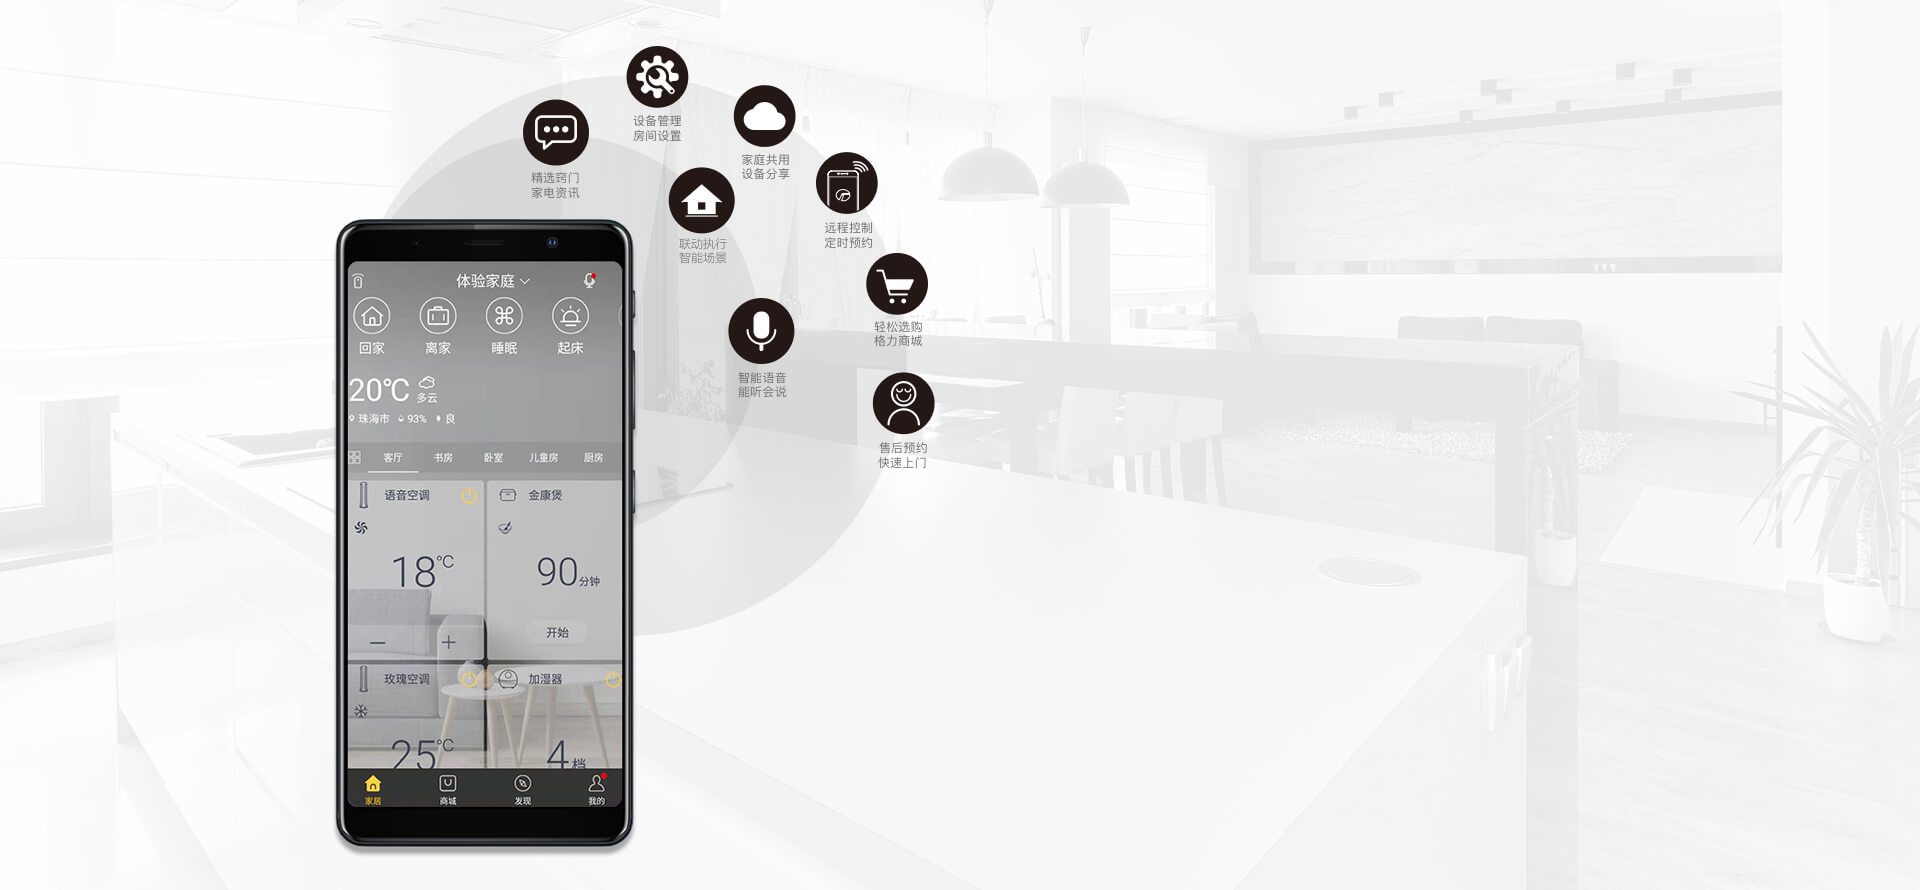 设备管理
房间设置
家庭共用
设备分享
精选窍门
家电资讯
联动执行
智能场景
远程控制
定时预约
轻松选购
格力商城
智能语音
能听会说
售后预约
快速上门
体验家庭
回家 离家 睡眠 起床
20℃ 多云
珠海市 93% 良
客厅 书房 卧室 儿童房 厨房
语音空调 金康煲
18℃ 90分钟
开始
玫瑰空调 加湿器
25℃ 4档
家居 商城 发现 我的